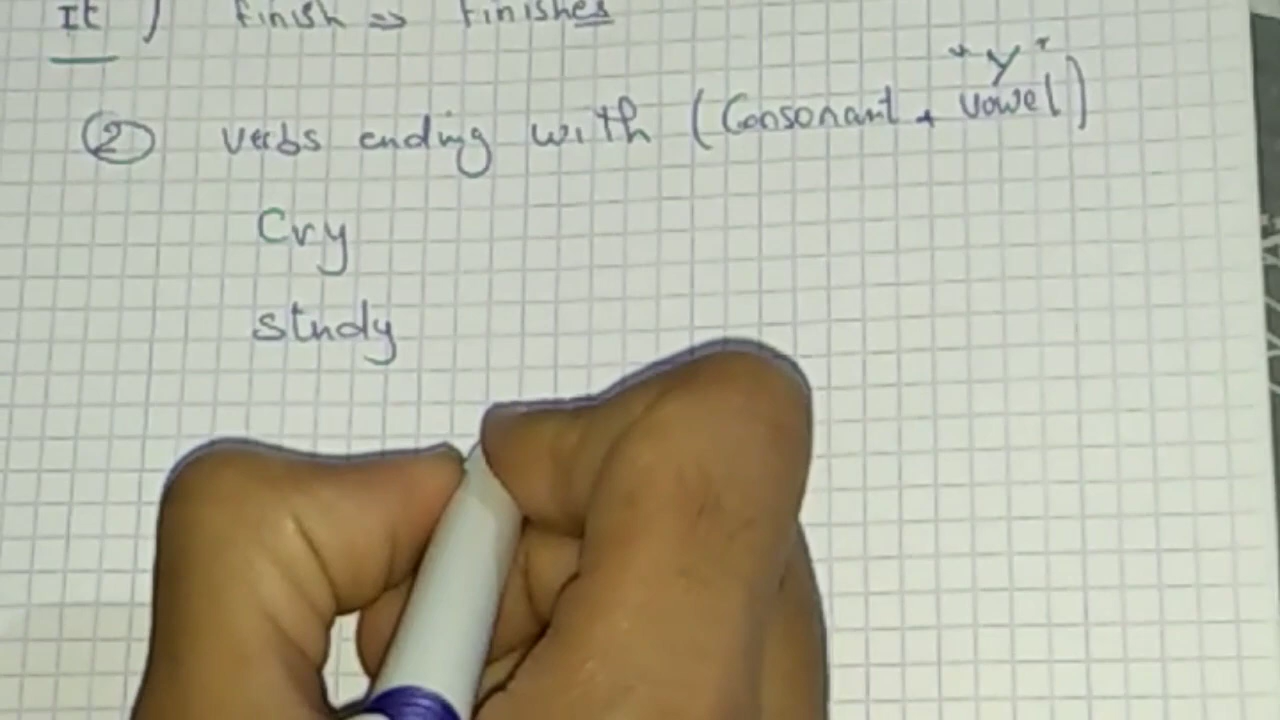 It ) finish => finishes
"y"
② verbs ending with (Consonant + vowel)
Cry
study